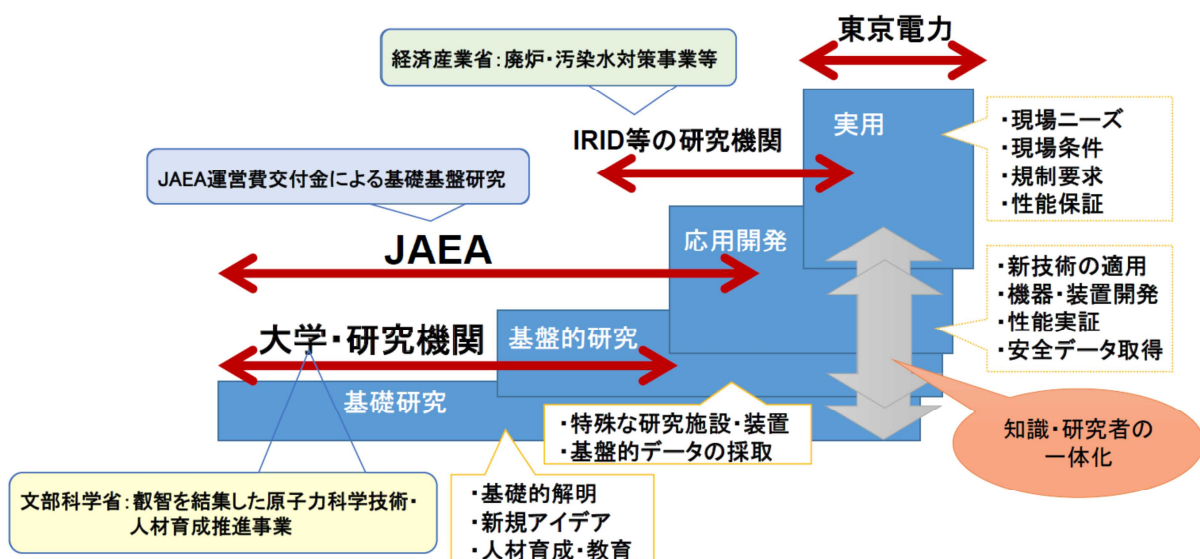 東京電力
経済産業省：廃炉・汚染水対策事業等
実用
・現場ニーズ
・現場条件
・規制要求
・性能保証
IRID等の研究機関
JAEA運営費交付金による基礎基盤研究
応用開発
JAEA
・新技術の適用
・機器・装置開発
・性能実証
・安全データ取得
大学・研究機関
基盤的研究
基礎研究
・特殊な研究施設・装置
・基盤的データの採取
知識・研究者の
一体化
文部科学省：叡智を結集した原子力科学技術・
人材育成推進事業
・基礎的解明
・新規アイデア
・人材育成・教育